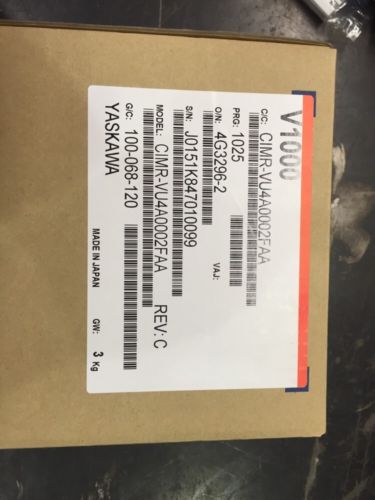 V1000
C/C: CIMR-VU4A0002FAA
PRG: 1025
O/N: 4G3296-2
VAJ:
S/N: J0151K847010099
MODEL: CIMR-VU4A0002FAA REV: C
G/C: 100-068-120
YASKAWA MADE IN JAPAN GW: 3 Kg